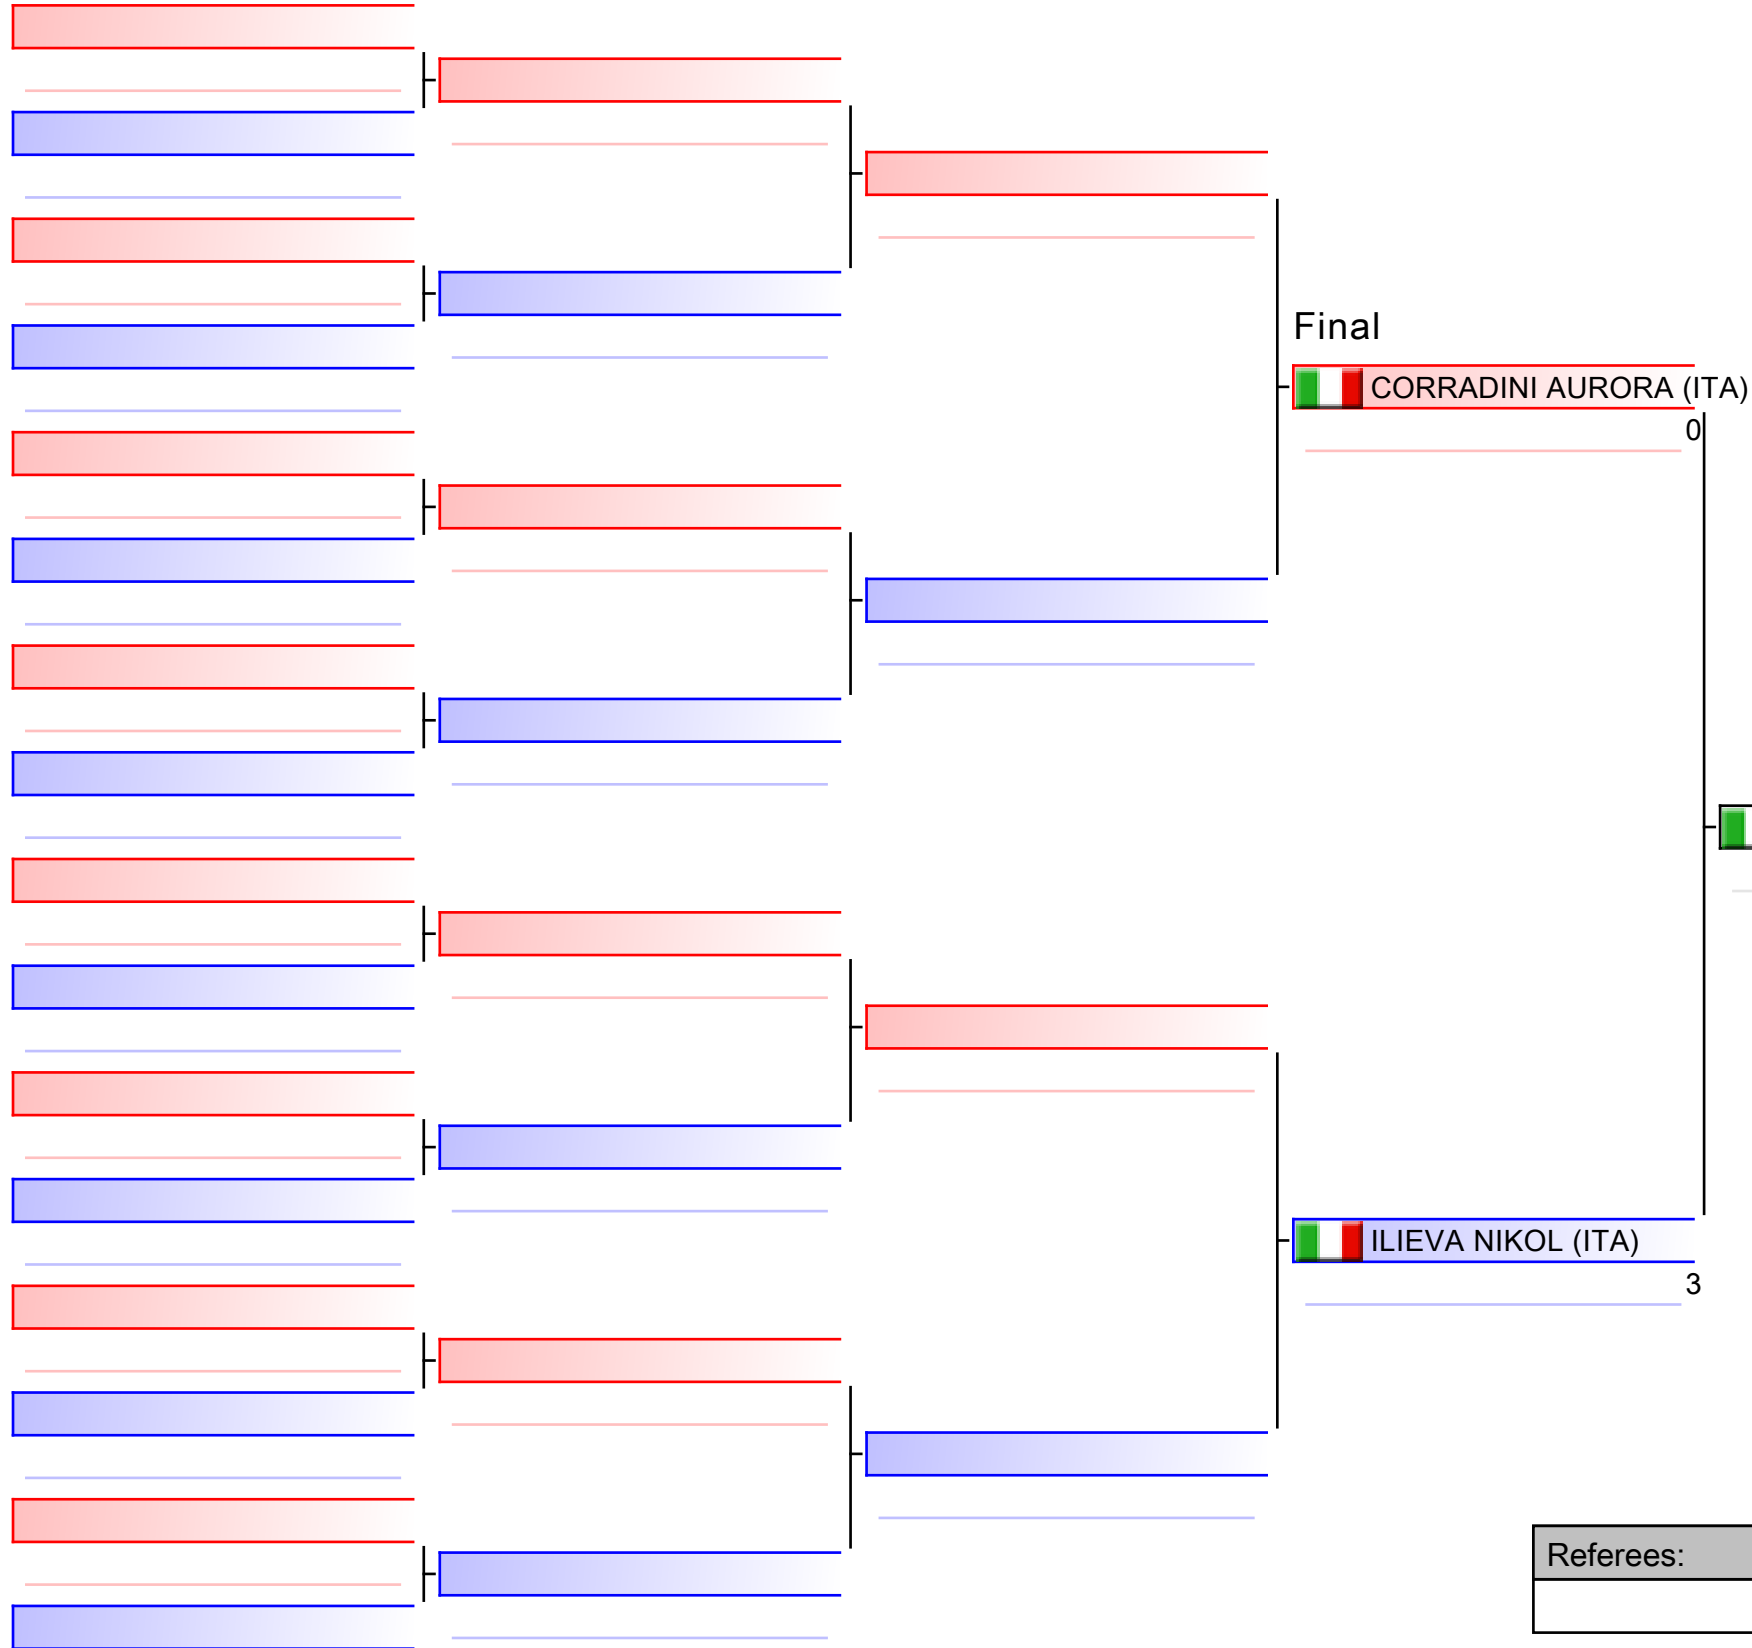 Final
CORRADINI AURORA (ITA)
0
ILIEVA NIKOL (ITA)
3
Referees: